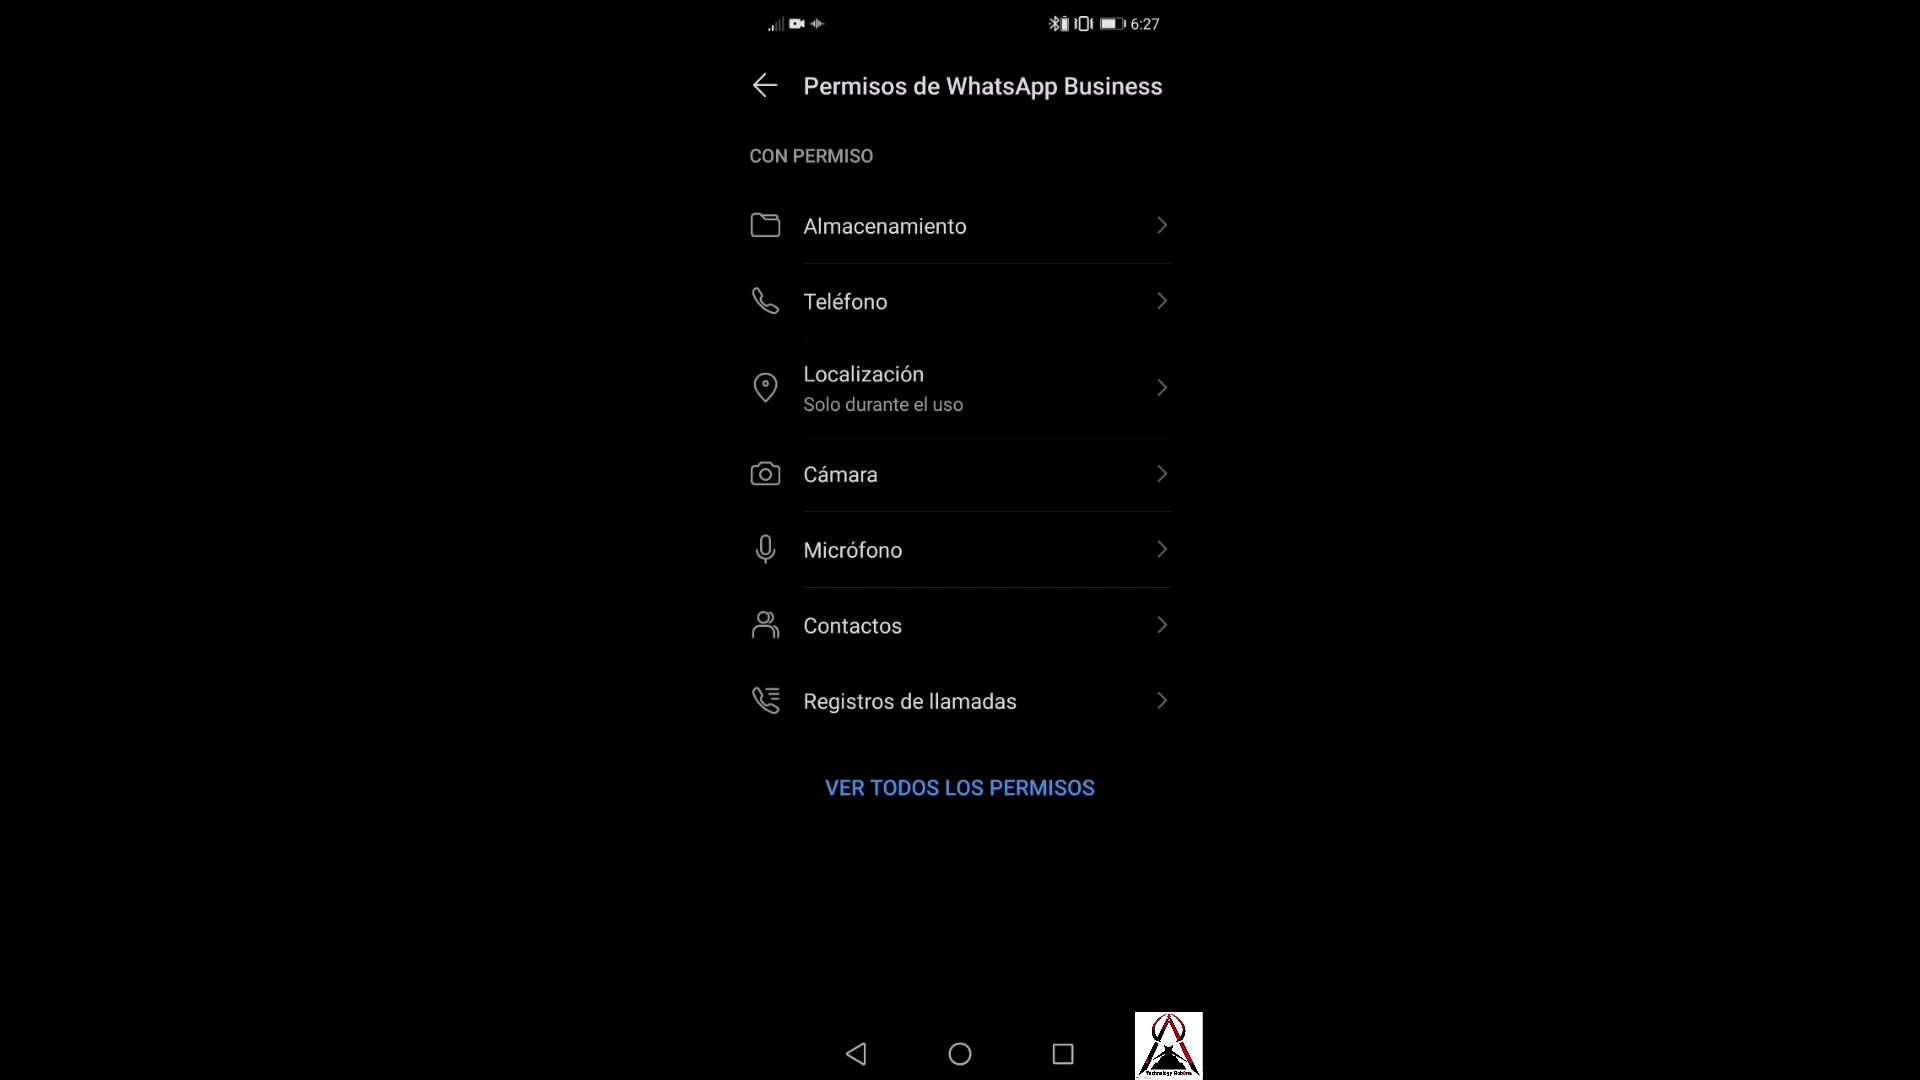 6:27
Permisos de WhatsApp Business
CON PERMISO
Almacenamiento
Teléfono
Localización
Solo durante el uso
Cámara
Micrófono
Contactos
Registros de llamadas
VER TODOS LOS PERMISOS